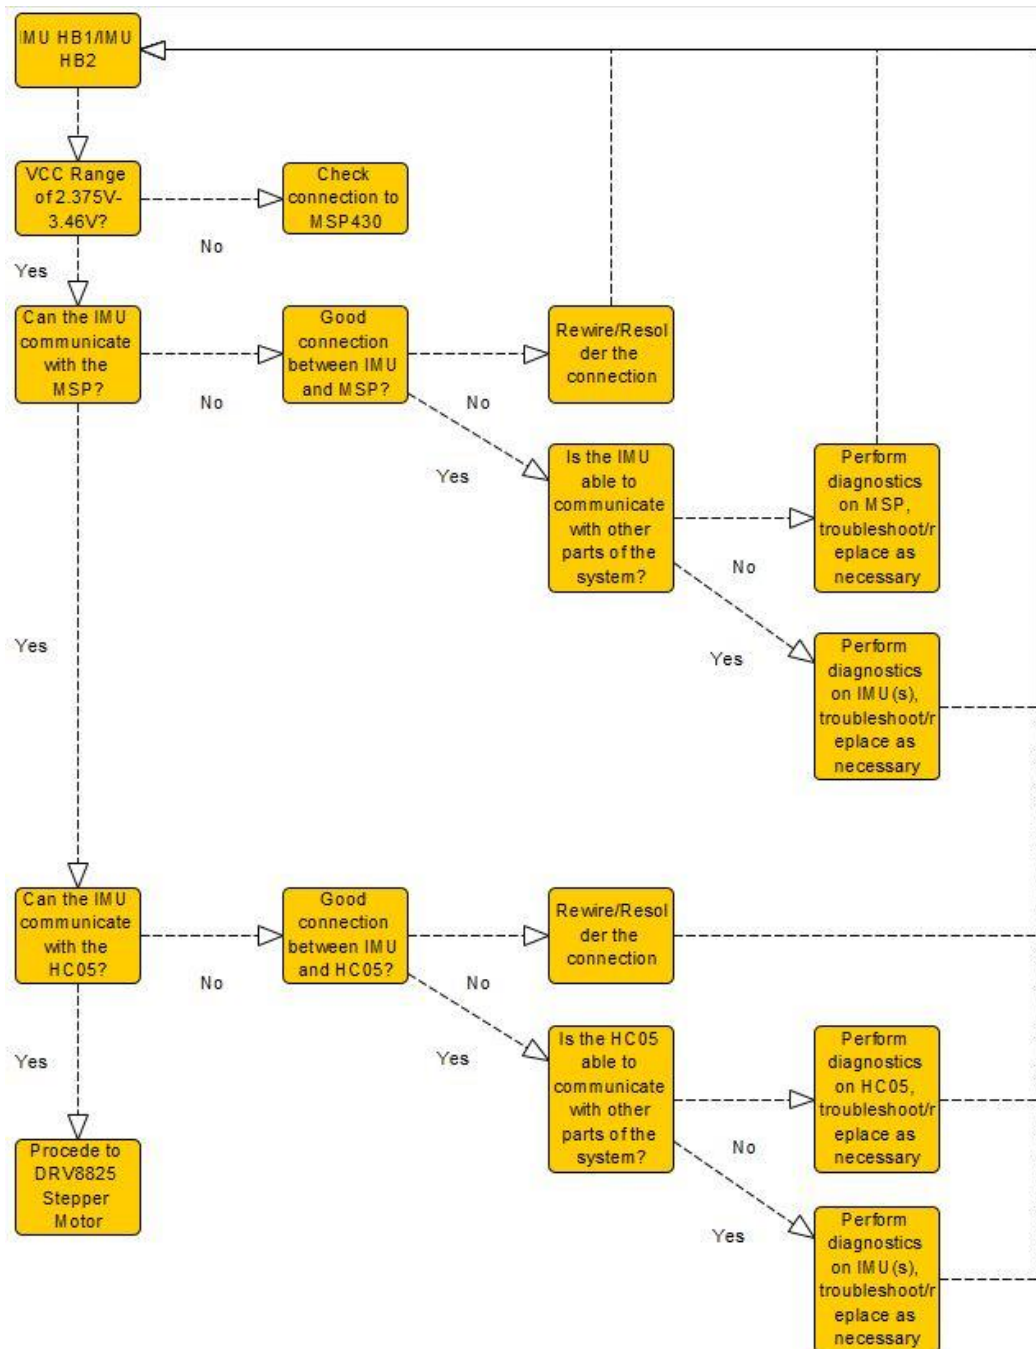 IMU HB1/IMU
HB2
VCC Range
of 2.375V-
3.46V?
Check
connection to
MSP430
No
Yes
Can the IMU
communicate
with the
MSP?
Good
connection
between IMU
and MSP?
Rewire/Resol
der the
connection
No
No
Yes
Is the IMU
able to
communicate
with other
parts of the
system?
Perform
diagnostics
on MSP,
troubleshoot/r
eplace as
necessary
No
Yes
Yes
Perform
diagnostics
on IMU(s),
troubleshoot/r
eplace as
necessary
Can the IMU
communicate
with the
HC05?
Good
connection
between IMU
and HC05?
Rewire/Resol
der the
connection
No
No
Yes
Yes
Is the HC05
able to
communicate
with other
parts of the
system?
Perform
diagnostics
on HC05,
troubleshoot/r
eplace as
necessary
No
Yes
Procede to
DRV8825
Stepper
Motor
Perform
diagnostics
on IMU(s),
troubleshoot/r
eplace as
necessary